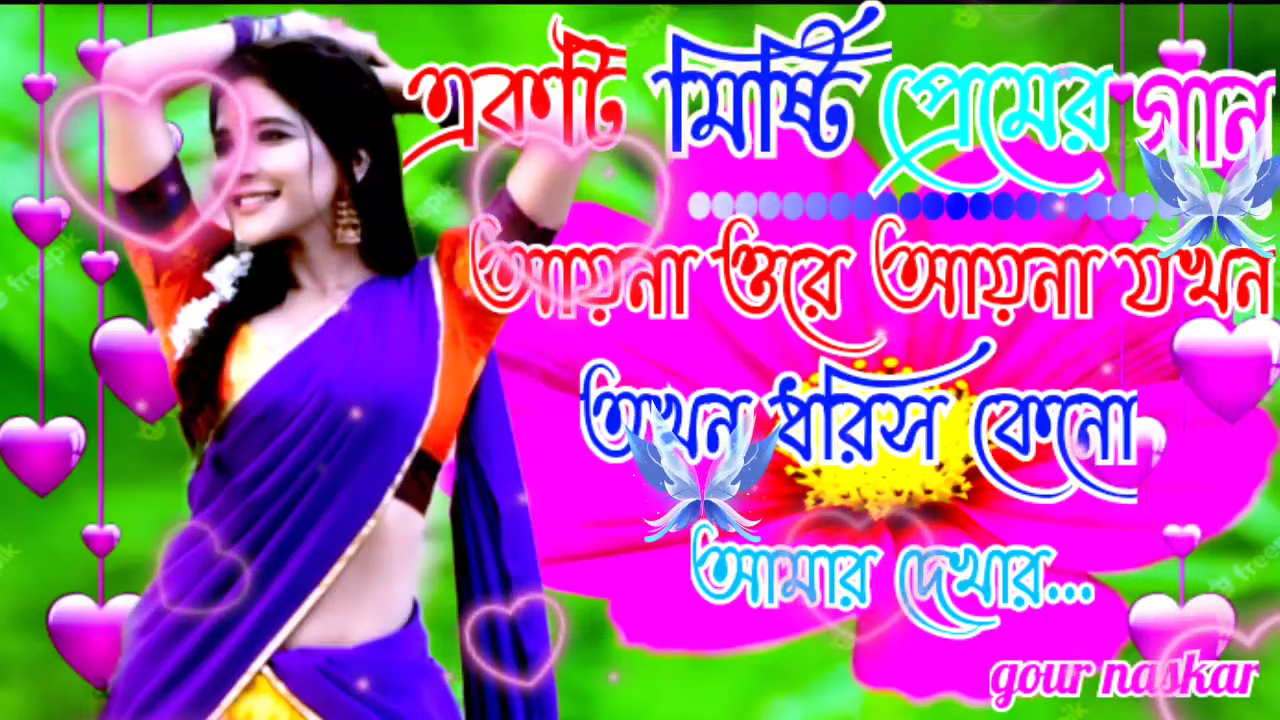 একটি মিষ্টি প্রেমের গান
আয়না ওরে আয়না যখন
তখন ধরিস কেনো
আমার দেখার...
gour naskar